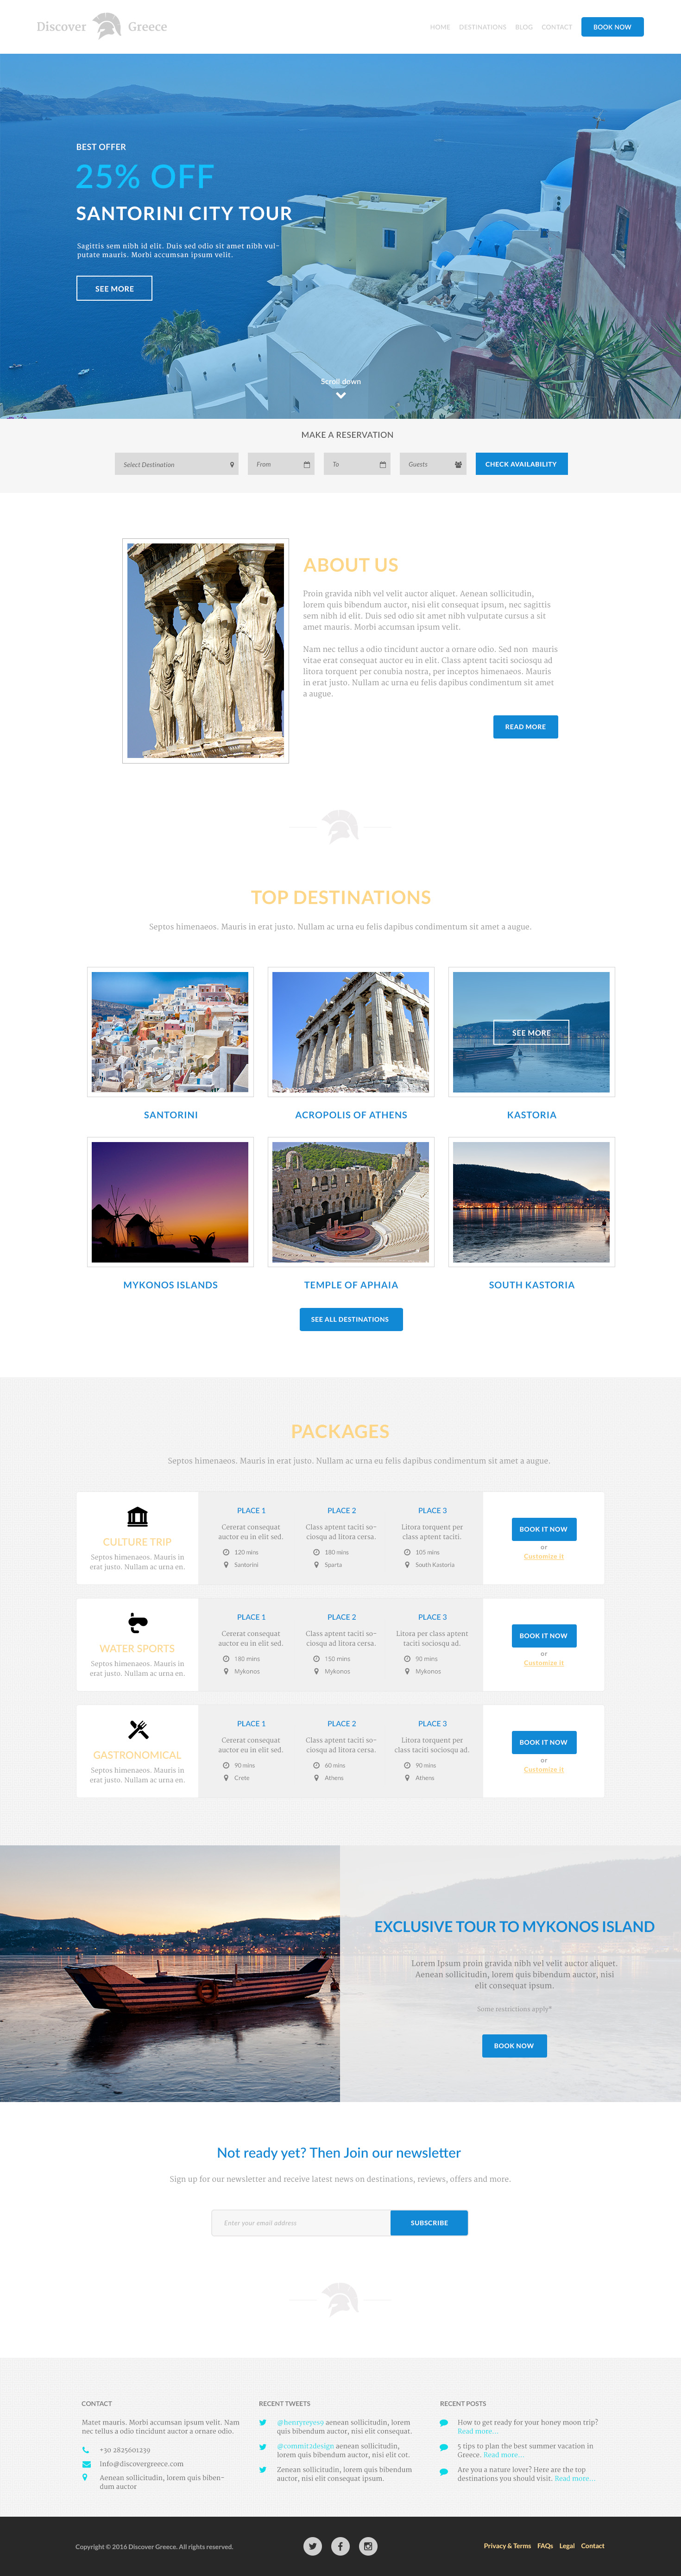 Discover Greece
HOME DESTINATIONS BLOG CONTACT BOOK NOW
BEST OFFER
25% OFF
SANTORINI CITY TOUR
Sagittis sem nibh id elit. Duis sed odio sit amet nibh vul-
putate mauris. Morbi accumsan ipsum velit.
SEE MORE
Scroll down
MAKE A RESERVATION
Select Destination From To Guests CHECK AVAILABILITY
ABOUT US
Proin gravida nibh vel velit auctor aliquet. Aenean sollicitudin,
lorem quis bibendum auctor, nisi elit consequat ipsum, nec sagittis
sem nibh id elit. Duis sed odio sit amet nibh vulputate cursus a sit
amet mauris. Morbi accumsan ipsum velit.
Nam nec tellus a odio tincidunt auctor a ornare odio. Sed non mauris
vitae erat consequat auctor eu in elit. Class aptent taciti sociosqu ad
litora torquent per conubia nostra, per inceptos himenaeos. Mauris
in erat justo. Nullam ac urna eu felis dapibus condimentum sit amet
a augue.
READ MORE
TOP DESTINATIONS
Septos himenaeos. Mauris in erat justo. Nullam ac urna eu felis dapibus condimentum sit amet a augue.
SEE MORE
SANTORINI
ACROPOLIS OF ATHENS
KASTORIA
MYKONOS ISLANDS
TEMPLE OF APHAIA
SOUTH KASTORIA
SEE ALL DESTINATIONS
PACKAGES
Septos himenaeos. Mauris in erat justo. Nullam ac urna eu felis dapibus condimentum sit amet a augue.
CULTURE TRIP
Septos himenaeos. Mauris in
erat justo. Nullam ac urna en.
PLACE 1
Cererat consequat
auctor eu in elit sed.
120 mins
Santorini
PLACE 2
Class aptent taciti so-
ciosqu ad litora cersa.
180 mins
Sparta
PLACE 3
Litora torquent per
class aptent taciti.
105 mins
South Kastoria
BOOK IT NOW
or
Customize it
WATER SPORTS
Septos himenaeos. Mauris in
erat justo. Nullam ac urna en.
PLACE 1
Cererat consequat
auctor eu in elit sed.
180 mins
Mykonos
PLACE 2
Class aptent taciti so-
ciosqu ad litora cersa.
150 mins
Mykonos
PLACE 3
Litora per class aptent
taciti sociosqu ad.
90 mins
Mykonos
BOOK IT NOW
or
Customize it
GASTRONOMICAL
Septos himenaeos. Mauris in
erat justo. Nullam ac urna en.
PLACE 1
Cererat consequat
auctor eu in elit sed.
90 mins
Crete
PLACE 2
Class aptent taciti so-
ciosqu ad litora cersa.
60 mins
Athens
PLACE 3
Litora torquent per
class taciti sociosqu ad.
90 mins
Athens
BOOK IT NOW
or
Customize it
EXCLUSIVE TOUR TO MYKONOS ISLAND
Lorem Ipsum proin gravida nibh vel velit auctor aliquet.
Aenean sollicitudin, lorem quis bibendum auctor, nisi
elit consequat ipsum.
Some restrictions apply*
BOOK NOW
Not ready yet? Then Join our newsletter
Sign up for our newsletter and receive latest news on destinations, reviews, offers and more.
Enter your email address SUBSCRIBE
CONTACT
Matet mauris. Morbi accumsan ipsum velit. Nam
nec tellus a odio tincidunt auctor a ornare odio.
+30 2825601239
Info@discovergreece.com
Aenean sollicitudin, lorem quis biben-
dum auctor
RECENT TWEETS
@henryreyes9 aenean sollicitudin, lorem
quis bibendum auctor, nisi elit consequat.
@commit2design aenean sollicitudin,
lorem quis bibendum auctor, nisi elit cot.
Zenean sollicitudin, lorem quis bibendum
auctor, nisi elit consequat ipsum.
RECENT POSTS
How to get ready for your honey moon trip?
Read more...
5 tips to plan the best summer vacation in
Greece. Read more...
Are you a nature lover? Here are the top
destinations you should visit. Read more...
Copyright © 2016 Discover Greece. All rights reserved.
Privacy & Terms FAQs Legal Contact